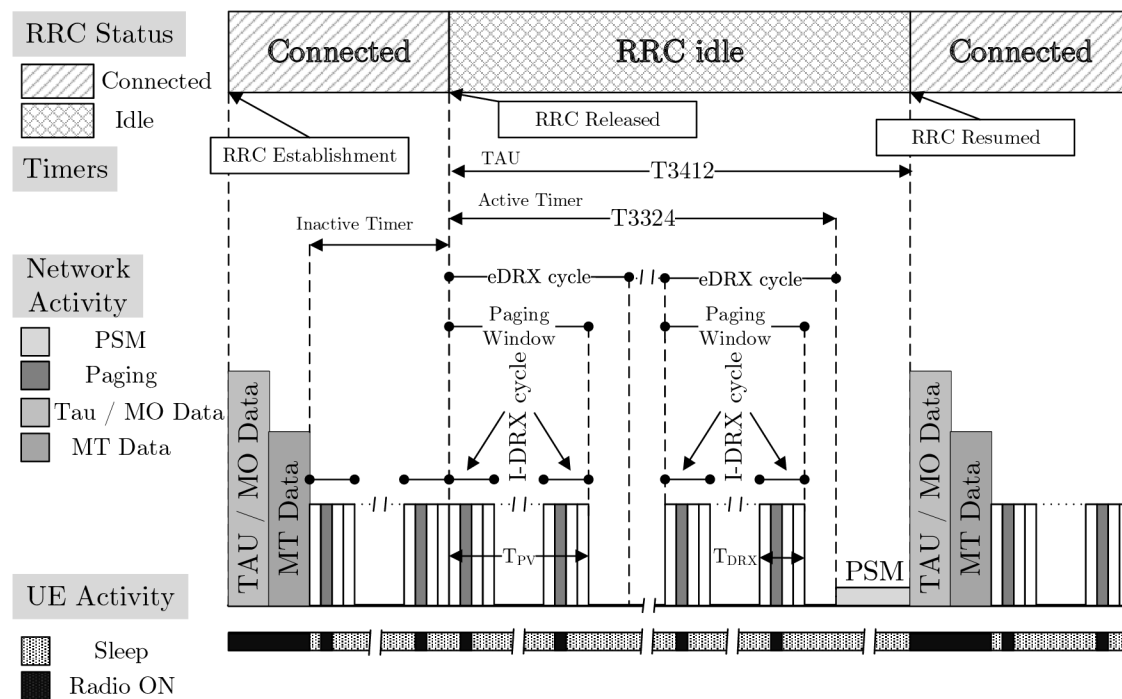 RRC Status
Connected
Idle
Connected
RRC idle
Connected
RRC Establishment
RRC Released
RRC Resumed
Timers
TAU
T3412
Active Timer
T3324
Inactive Timer
Network
Activity
PSM
Paging
Tau / MO Data
MT Data
eDRX cycle
eDRX cycle
Paging
Window
Paging
Window
I-DRX cycle
I-DRX cycle
TAU / MO Data
MT Data
TPV
TDRX
PSM
TAU / MO Data
MT Data
UE Activity
Sleep
Radio ON